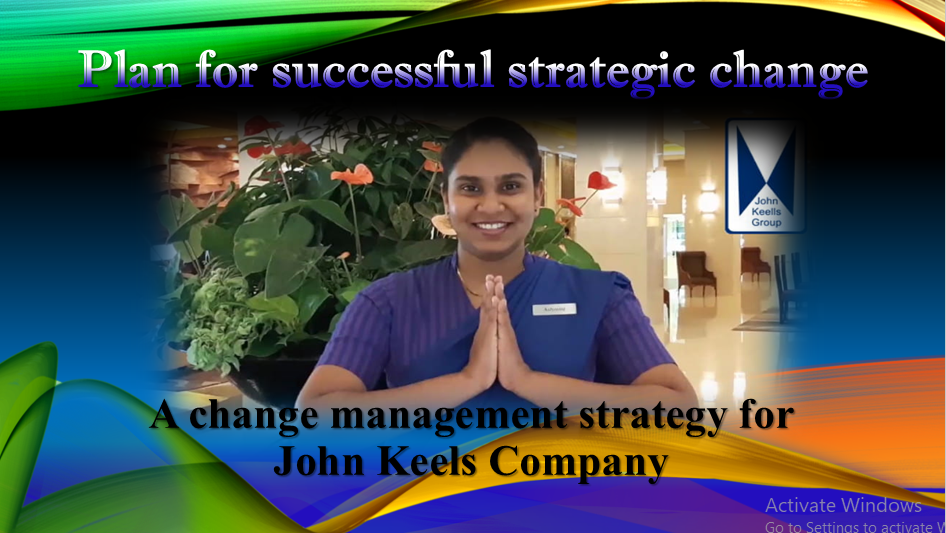 Plan for successful strategic change
John
Keells
Group
A change management strategy for
John Keels Company
Activate Windows
Go to Settings to activate W